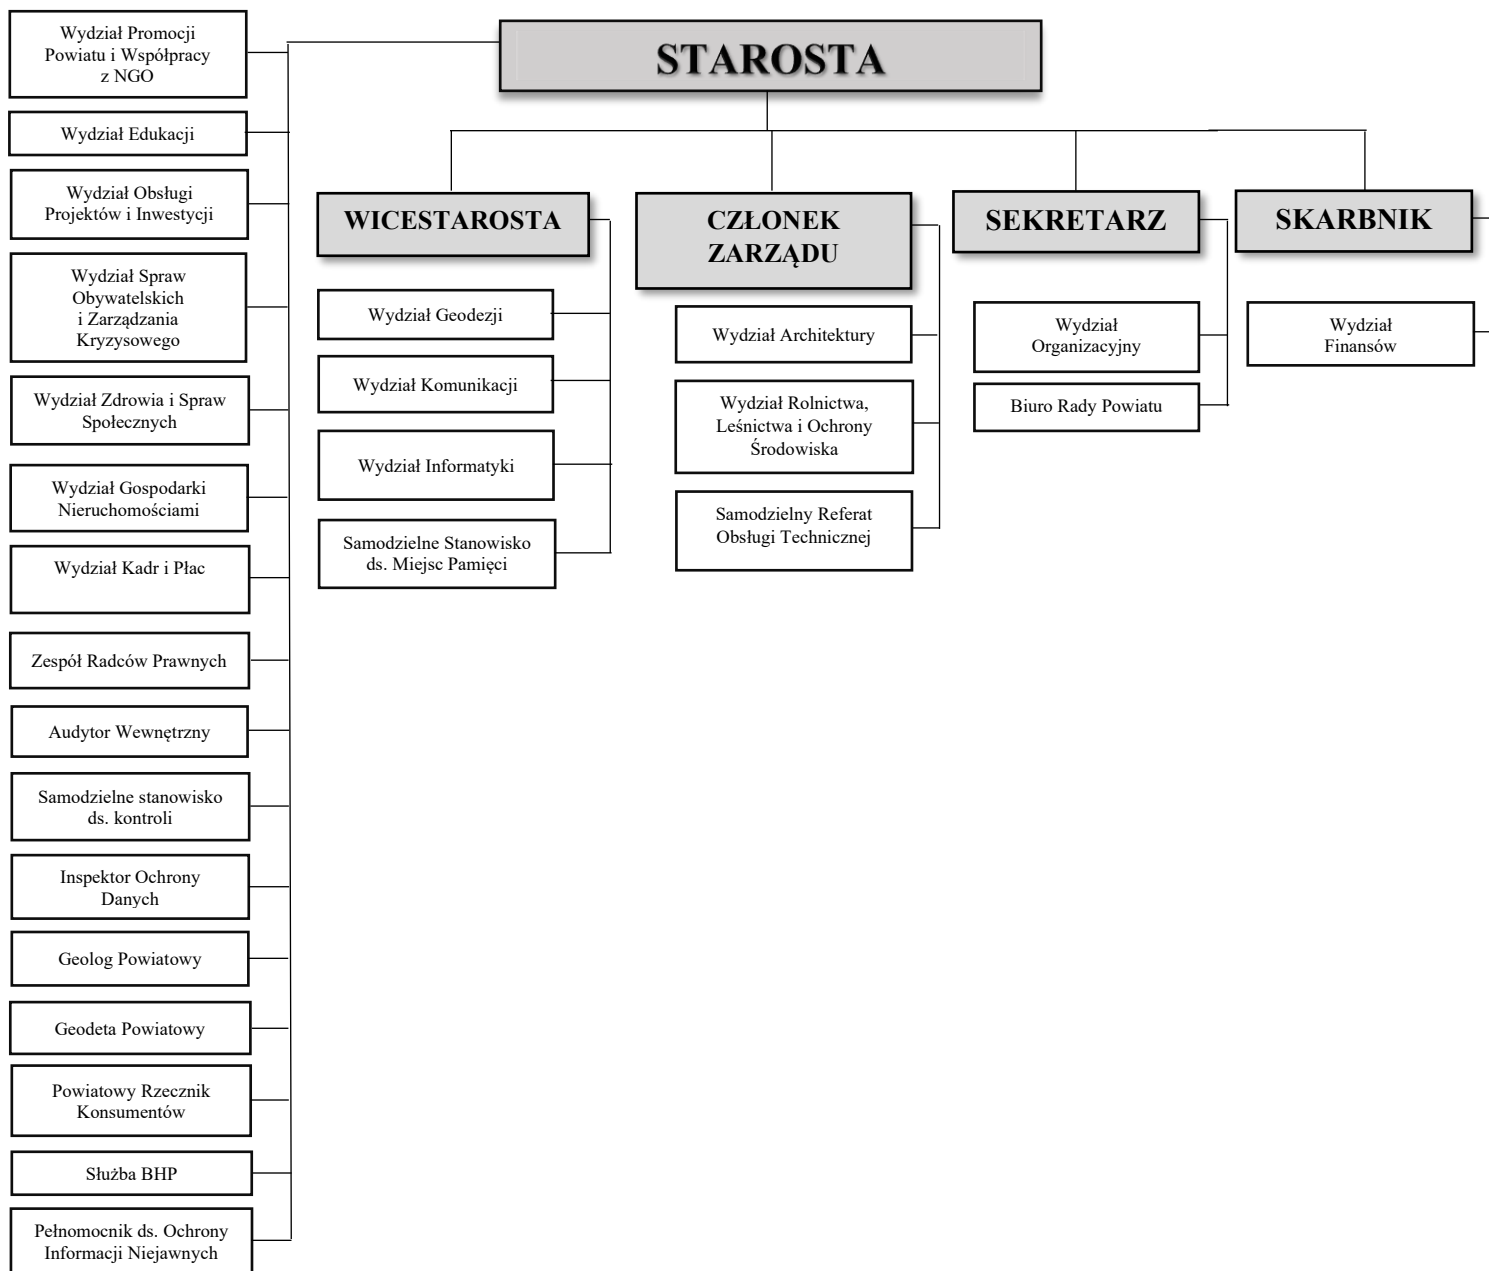 STAROSTA
Wydział Promocji
Powiatu i Współpracy
z NGO
Wydział Edukacji
Wydział Obsługi
Projektów i Inwestycji
Wydział Spraw
Obywatelskich
i Zarządzania
Kryzysowego
Wydział Zdrowia i Spraw
Społecznych
Wydział Gospodarki
Nieruchomościami
Wydział Kadr i Płac
Zespół Radców Prawnych
Audytor Wewnętrzny
Samodzielne stanowisko
ds. kontroli
Inspektor Ochrony
Danych
Geolog Powiatowy
Geodeta Powiatowy
Powiatowy Rzecznik
Konsumentów
Służba BHP
Pełnomocnik ds. Ochrony
Informacji Niejawnych
WICESTAROSTA
Wydział Geodezji
Wydział Komunikacji
Wydział Informatyki
Samodzielne Stanowisko
ds. Miejsc Pamięci
CZŁONEK
ZARZĄDU
Wydział Architektury
Wydział Rolnictwa,
Leśnictwa i Ochrony
Środowiska
Samodzielny Referat
Obsługi Technicznej
SEKRETARZ
Wydział
Organizacyjny
Biuro Rady Powiatu
SKARBNIK
Wydział
Finansów